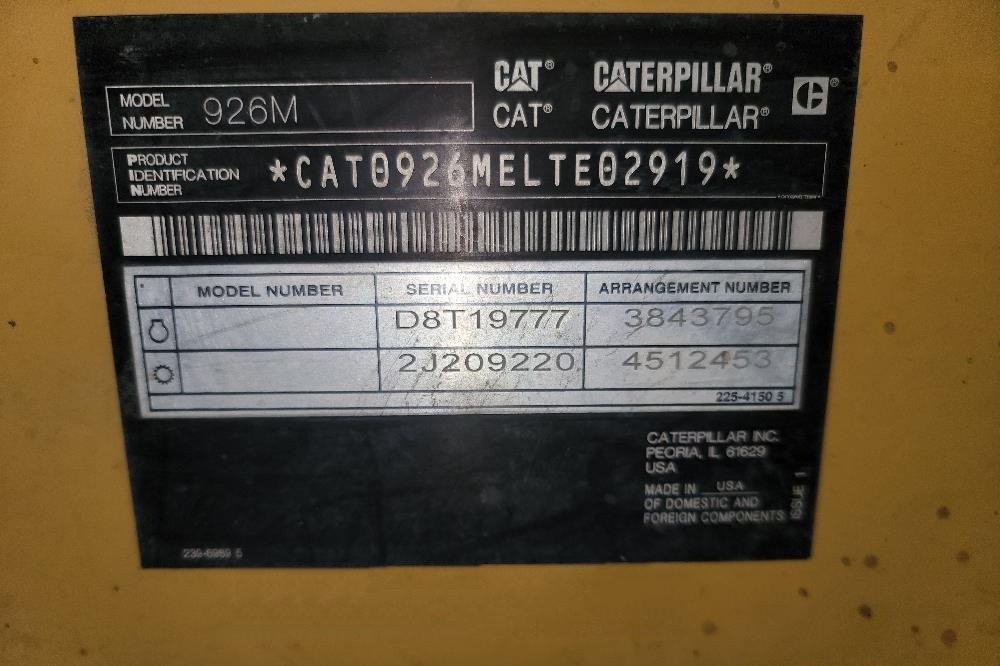 CAT® CATERPILLAR®
CAT® CATERPILLAR®
MODEL NUMBER 926M
PRODUCT IDENTIFICATION NUMBER *CAT0926MELTE02919*
MODEL NUMBER SERIAL NUMBER ARRANGEMENT NUMBER
D8T19777 3843795
2J209220 4512453
225-4150 5
CATERPILLAR INC.
PEORIA, IL 61629
USA
MADE IN USA
OF DOMESTIC AND
FOREIGN COMPONENTS
ISSUE 1
239-6969 5